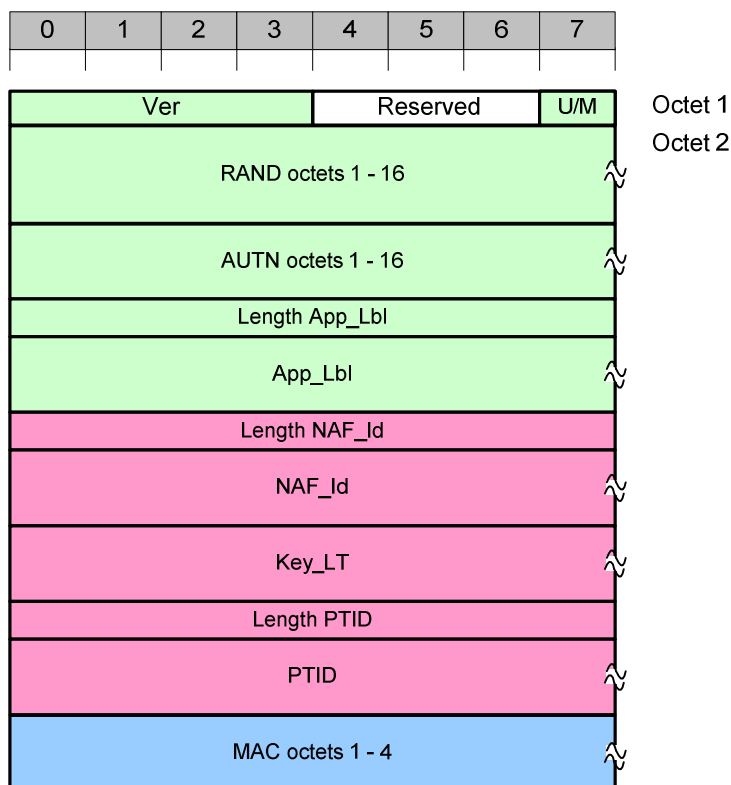 0 1 2 3 4 5 6 7
Ver Reserved U/M Octet 1
Octet 2
RAND octets 1 - 16
AUTN octets 1 - 16
Length App_Lbl
App_Lbl
Length NAF_Id
NAF_Id
Key_LT
Length PTID
PTID
MAC octets 1 - 4